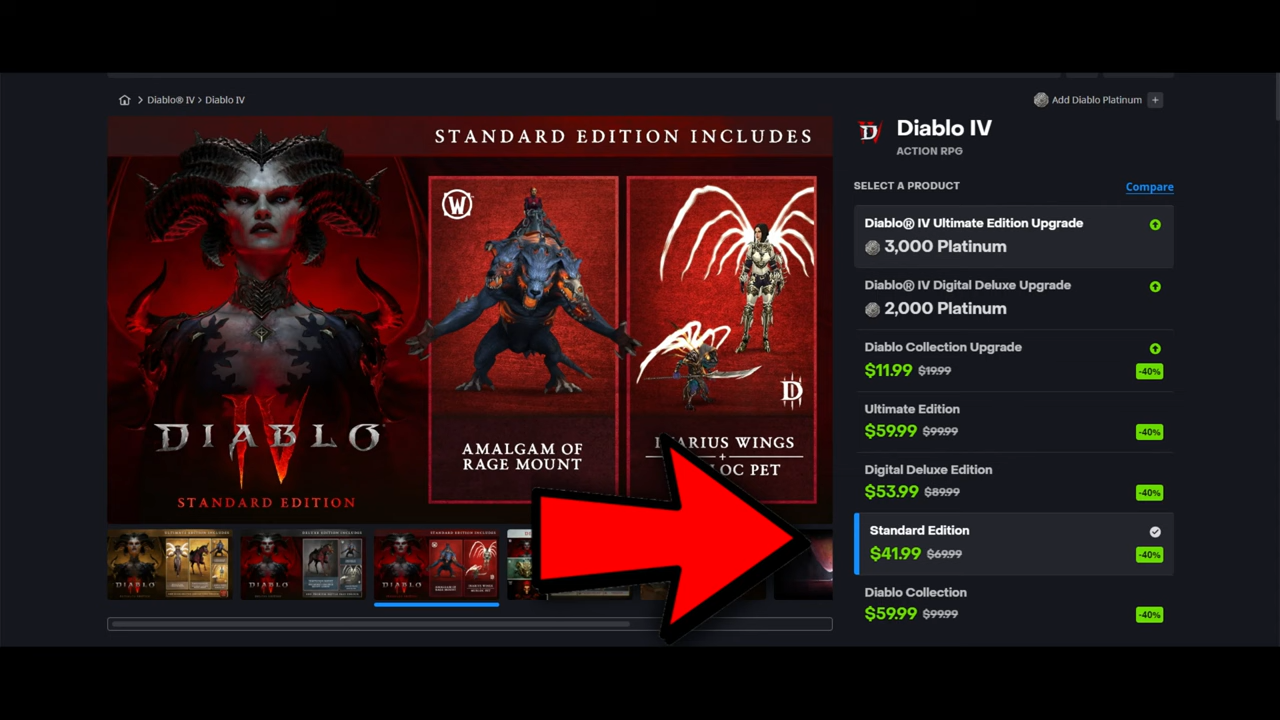 Diablo® IV > Diablo IV
Add Diablo Platinum +
STANDARD EDITION INCLUDES
W
AMALGAM OF
RAGE MOUNT
WINGS
+
PET
D
DIABLO
IV
STANDARD EDITION
Diablo IV
ACTION RPG
SELECT A PRODUCT
Compare
Diablo® IV Ultimate Edition Upgrade
3,000 Platinum
Diablo® IV Digital Deluxe Upgrade
2,000 Platinum
Diablo Collection Upgrade
$11.99 $19.99 -40%
Ultimate Edition
$59.99 $99.99 -40%
Digital Deluxe Edition
$53.99 $89.99 -40%
Standard Edition
$41.99 $69.99 -40%
Diablo Collection
$59.99 $99.99 -40%